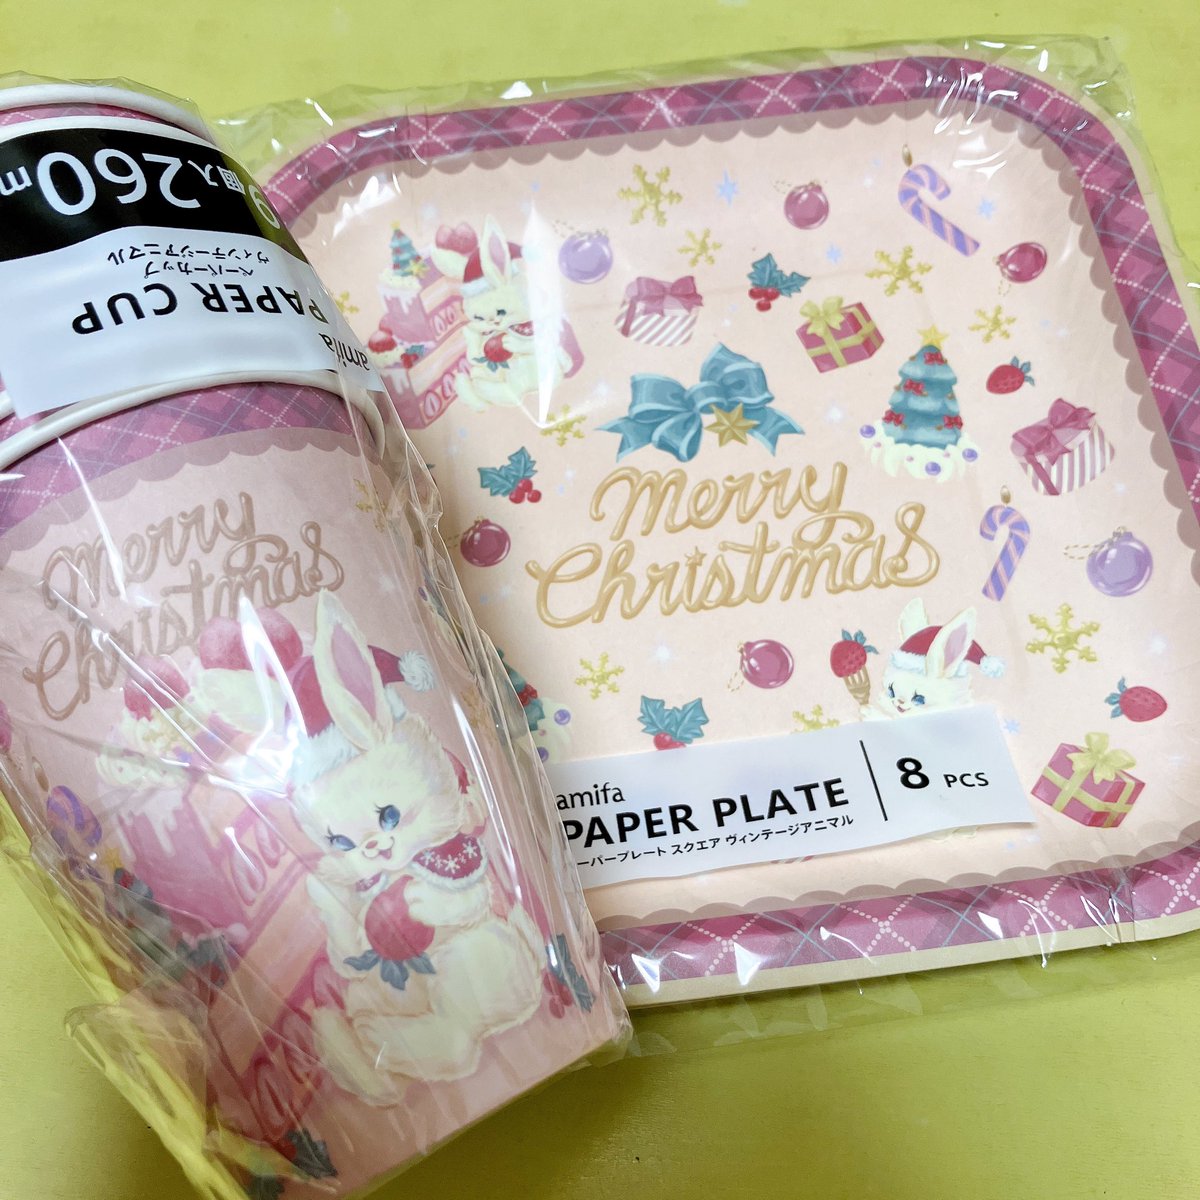 9個入 260m
ペーパーカップ
ヴィンテージアニマル
PAPER CUP
amifa
Merry
Christmas
Merry
Christmas
amifa
PAPER PLATE
8 PCS
ーパープレート スクエア ヴィンテージアニマル